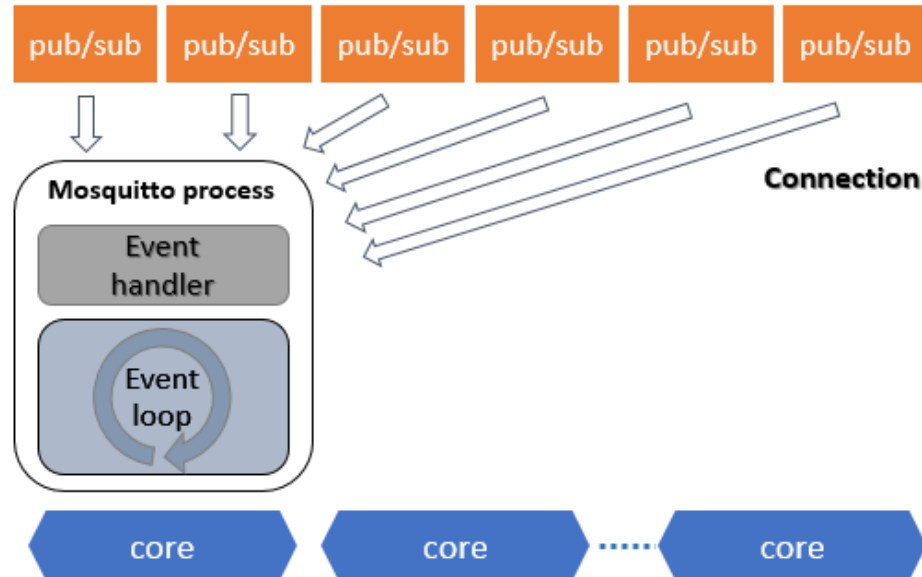 pub/sub pub/sub pub/sub pub/sub pub/sub pub/sub
Mosquitto process
Connection
Event
handler
Event
loop
core core core